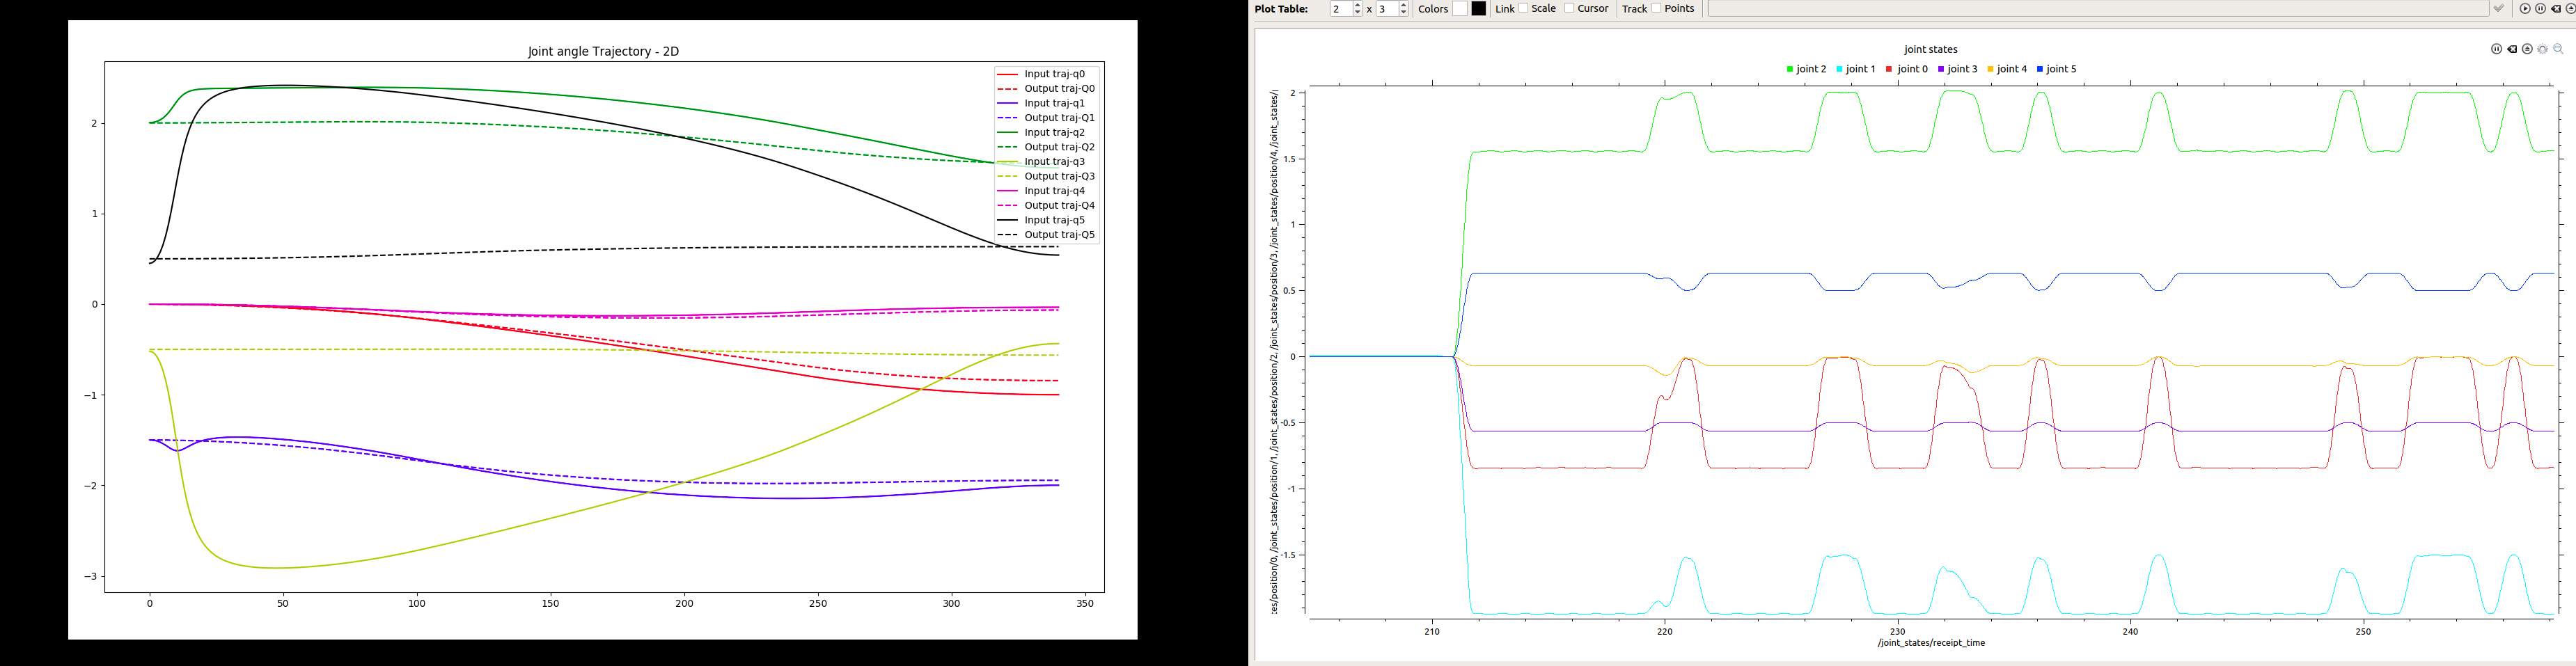 Joint angle Trajectory - 2D
Input traj-q0
Output traj-Q0
Input traj-q1
Output traj-Q1
Input traj-q2
Output traj-Q2
Input traj-q3
Output traj-Q3
Input traj-q4
Output traj-Q4
Input traj-q5
Output traj-Q5
2
1
0
−1
−2
−3
0 50 100 150 200 250 300 350
Plot Table: 2 x 3 Colors Link Scale Cursor Track Points
joint states
joint 2 joint 1 joint 0 joint 3 joint 4 joint 5
2
1.5
1
0.5
0
-0.5
-1
-1.5
:es/position/0, /joint_states/position/1, /joint_states/position/2, /joint_states/position/3, /joint_states/position/4, /joint_states/
210 220 230 240 250
/joint_states/receipt_time